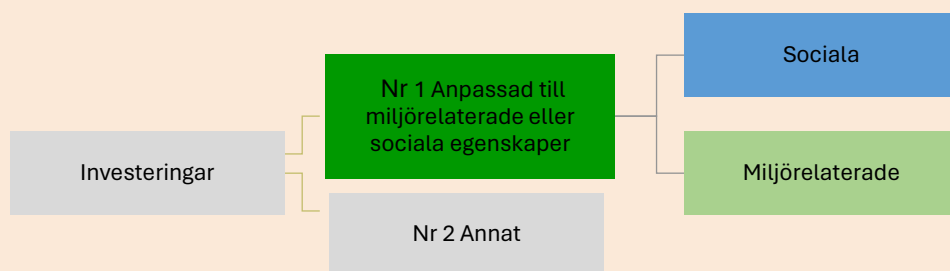 Investeringar
Nr 1 Anpassad till
miljörelaterade eller
sociala egenskaper
Nr 2 Annat
Sociala
Miljörelaterade